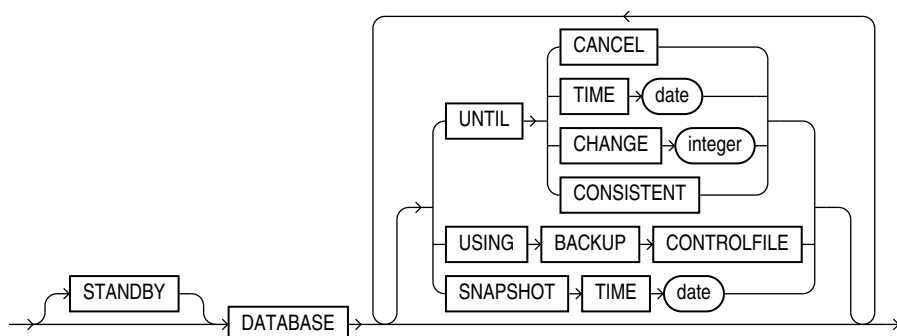 CANCEL
TIME date
UNTIL
CHANGE integer
CONSISTENT
USING BACKUP CONTROLFILE
STANDBY
SNAPSHOT TIME date
DATABASE